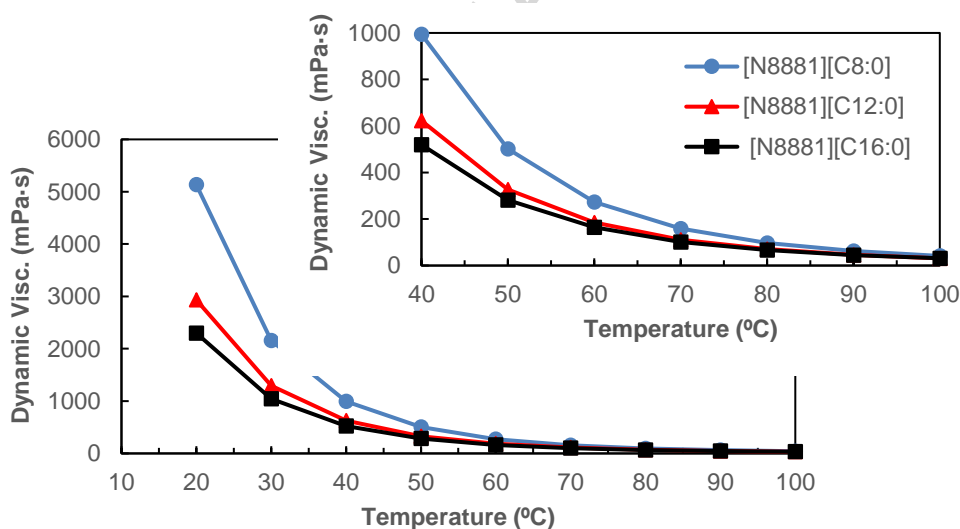 1000
800
600
400
200
0
Dynamic Visc. (mPa·s)
[N8881][C8:0]
[N8881][C12:0]
[N8881][C16:0]
40 50 60 70 80 90 100
Temperature (ºC)
6000
5000
4000
3000
2000
1000
0
Dynamic Visc. (mPa·s)
10 20 30 40 50 60 70 80 90 100
Temperature (ºC)